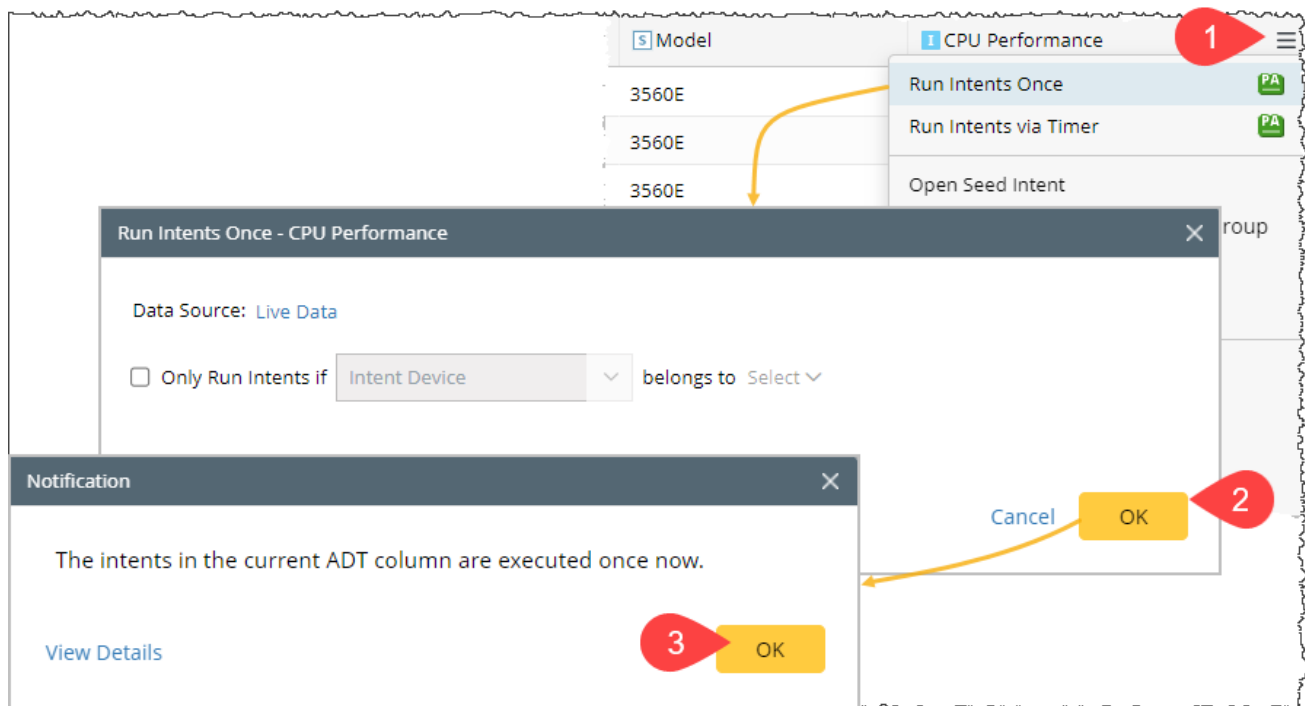 S Model
I CPU Performance
1
3560E
3560E
3560E
Run Intents Once PA
Run Intents via Timer PA
Open Seed Intent
roup
Run Intents Once - CPU Performance
Data Source: Live Data
Only Run Intents if Intent Device belongs to Select
Cancel OK 2
Notification
The intents in the current ADT column are executed once now.
View Details 3 OK